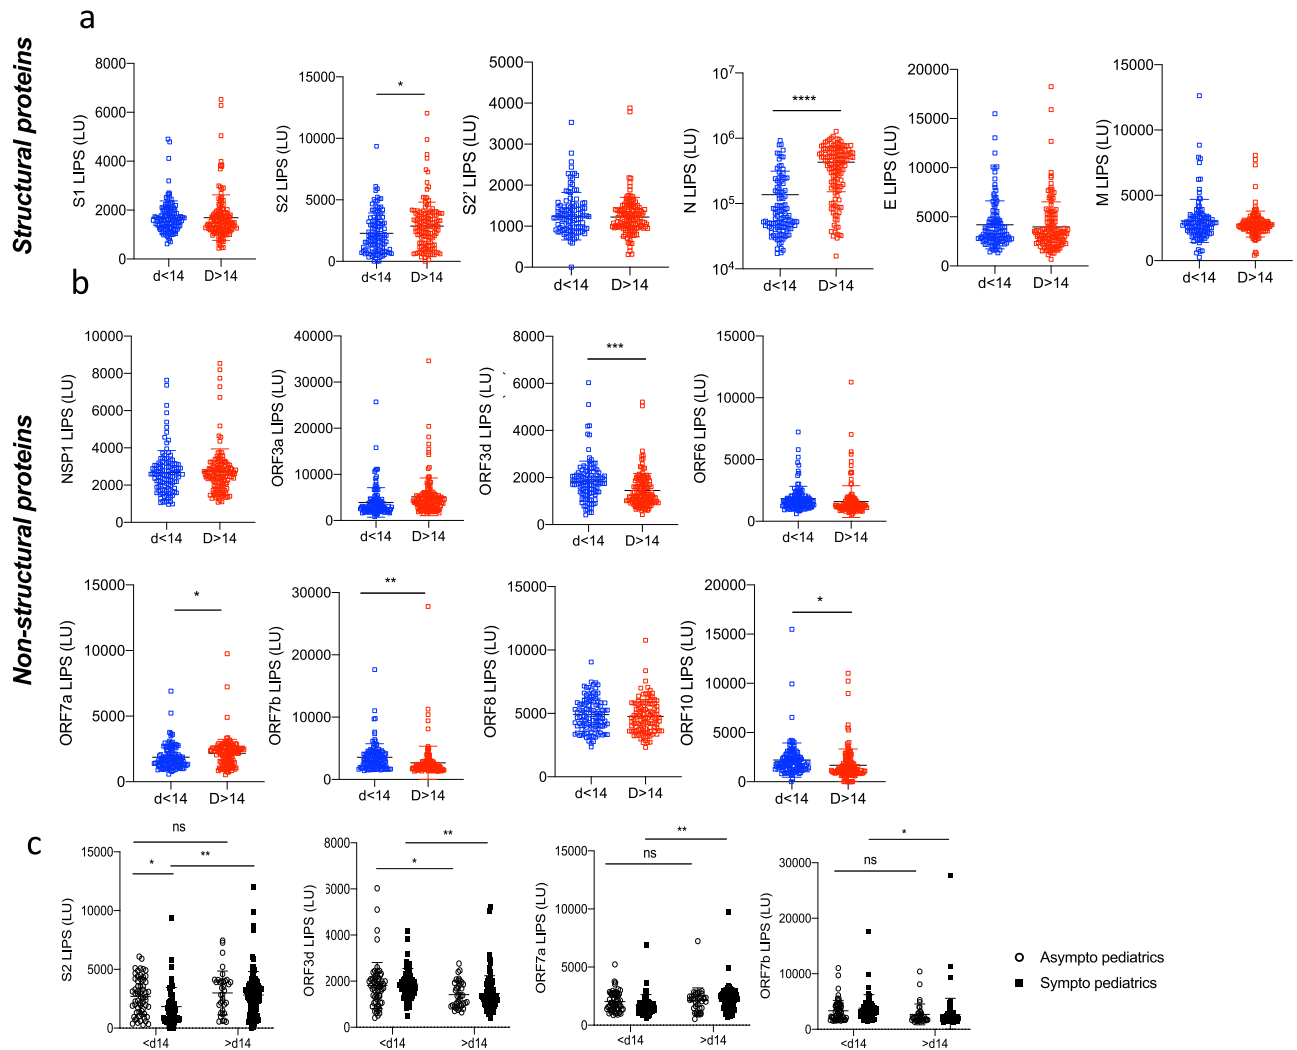 a
Structural proteins
S1 LIPS (LU)
8000
6000
4000
2000
0
d<14
D>14
S2 LIPS (LU)
15000
10000
5000
0
*
d<14
D>14
S2' LIPS (LU)
5000
4000
3000
2000
1000
0
d<14
D>14
N LIPS (LU)
10^7
10^6
10^5
10^4
****
d<14
D>14
E LIPS (LU)
20000
15000
10000
5000
0
d<14
D>14
M LIPS (LU)
15000
10000
5000
0
d<14
D>14
b
Non-structural proteins
NSP1 LIPS (LU)
10000
8000
6000
4000
2000
0
d<14
D>14
ORF3a LIPS (LU)
40000
30000
20000
10000
0
d<14
D>14
ORF3d LIPS (LU)
8000
6000
4000
2000
0
***
d<14
D>14
ORF6 LIPS (LU)
15000
10000
5000
0
d<14
D>14
ORF7a LIPS (LU)
15000
10000
5000
0
*
d<14
D>14
ORF7b LIPS (LU)
30000
20000
10000
0
**
d<14
D>14
ORF8 LIPS (LU)
15000
10000
5000
0
d<14
D>14
ORF10 LIPS (LU)
20000
15000
10000
5000
0
*
d<14
D>14
c
S2 LIPS (LU)
15000
10000
5000
0
ns
*
**
<d14
>d14
ORF3d LIPS (LU)
8000
6000
4000
2000
0
**
*
<d14
>d14
ORF7a LIPS (LU)
15000
10000
5000
0
**
ns
<d14
>d14
ORF7b LIPS (LU)
30000
20000
10000
0
*
ns
<d14
>d14
Asympto pediatrics
Sympto pediatrics